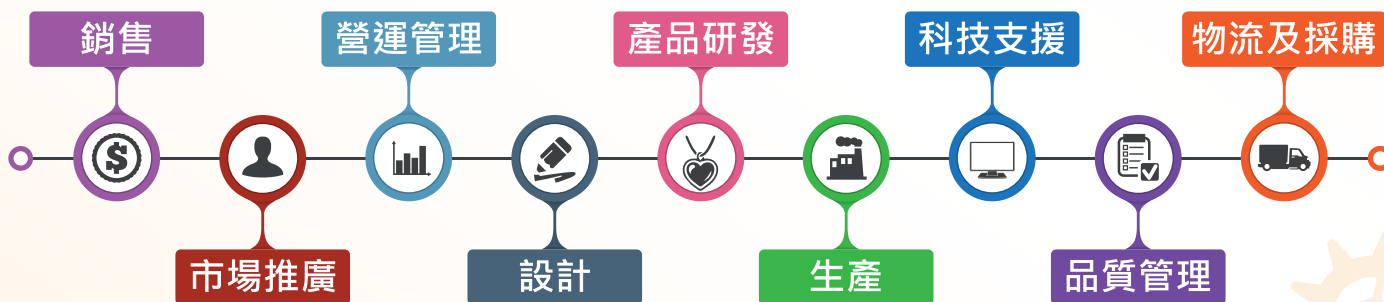 銷售
營運管理
產品研發
科技支援
物流及採購
市場推廣
設計
生產
品質管理